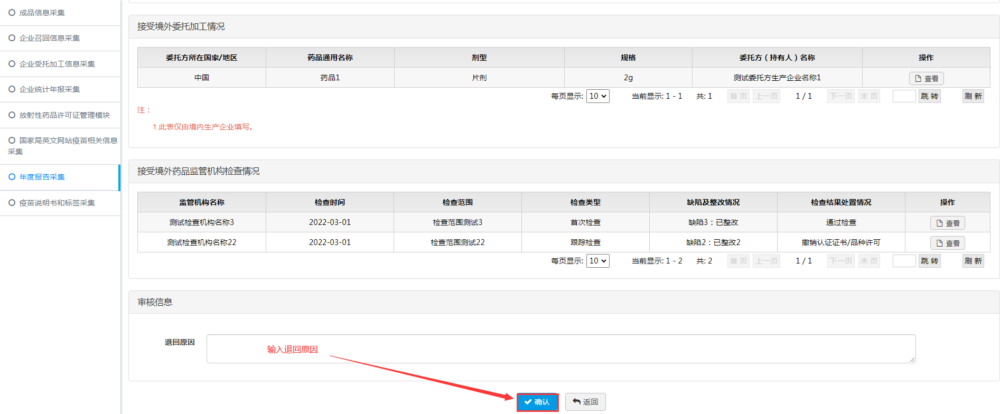 成品信息采集
企业召回信息采集
企业受托加工信息采集
企业统计年报采集
放射性药品许可证管理模块
国家局英文网站疫苗相关信息
采集
年度报告采集
疫苗说明书和标签采集
接受境外委托加工情况
委托方所在国家/地区 药品通用名称 剂型 规格 委托方（持有人）名称 操作
中国 药品1 片剂 2g 测试委托方生产企业名称1 查看
每页显示: 10 当前显示: 1 - 1 共: 1 首 页 上一页 1 / 1 下一页 末 页 跳 转 刷 新
注：
1.此表仅由境内生产企业填写。
接受境外药品监管机构检查情况
监管机构名称 检查时间 检查范围 检查类型 缺陷及整改情况 检查结果处置情况 操作
测试检查机构名称3 2022-03-01 检查范围测试3 首次检查 缺陷3：已整改 通过检查 查看
测试检查机构名称22 2022-03-01 检查范围测试22 跟踪检查 缺陷2：已整改2 撤销认证证书/品种许可 查看
每页显示: 10 当前显示: 1 - 2 共: 2 首 页 上一页 1 / 1 下一页 末 页 跳 转 刷 新
审核信息
退回原因
输入退回原因
确认 返回